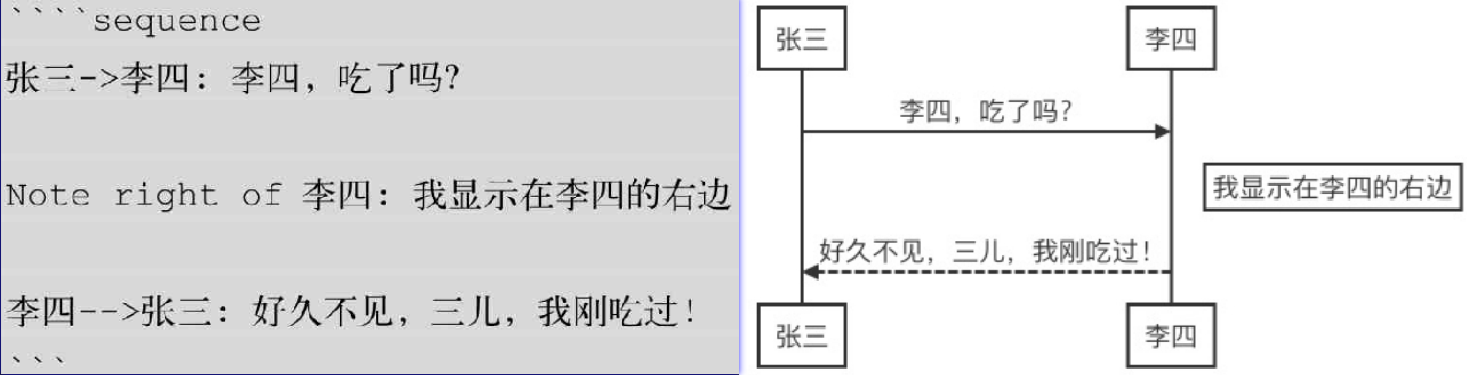 ````sequence
张三->李四: 李四，吃了吗?
Note right of 李四: 我显示在李四的右边
李四-->张三: 好久不见，三儿，我刚吃过!
```
张三
李四
李四，吃了吗?
我显示在李四的右边
好久不见，三儿，我刚吃过!
张三
李四